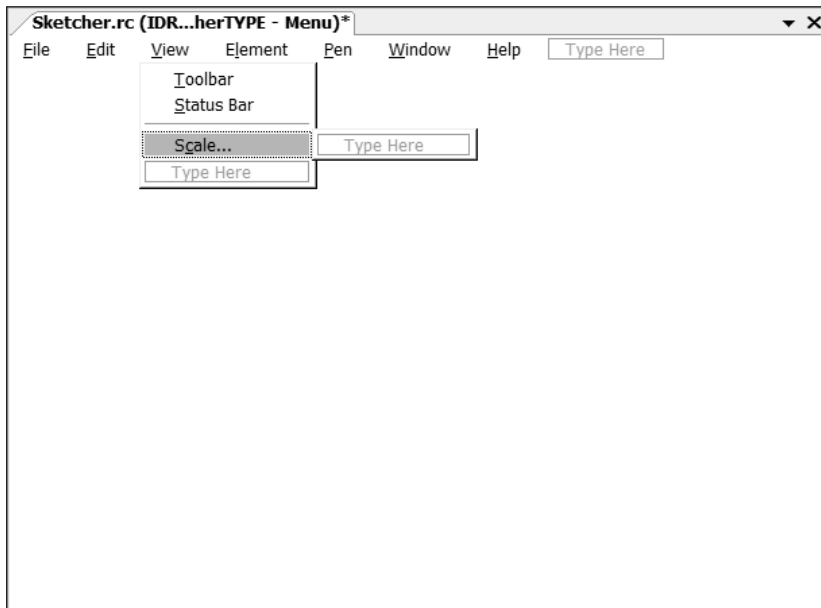 Sketcher.rc (IDR...herTYPE - Menu)*
File Edit View Element Pen Window Help Type Here
Toolbar
Status Bar
Scale... Type Here
Type Here